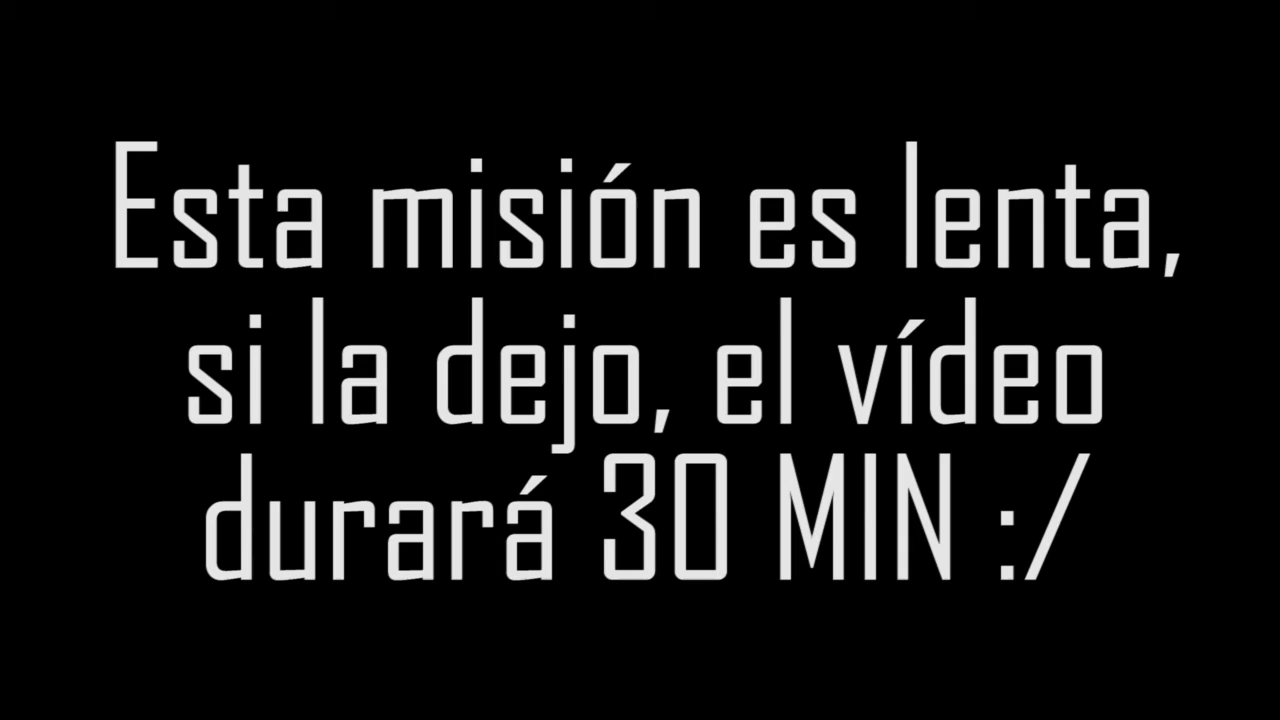 Esta misión es lenta,
si la dejo, el vídeo
durará 30 MIN :/